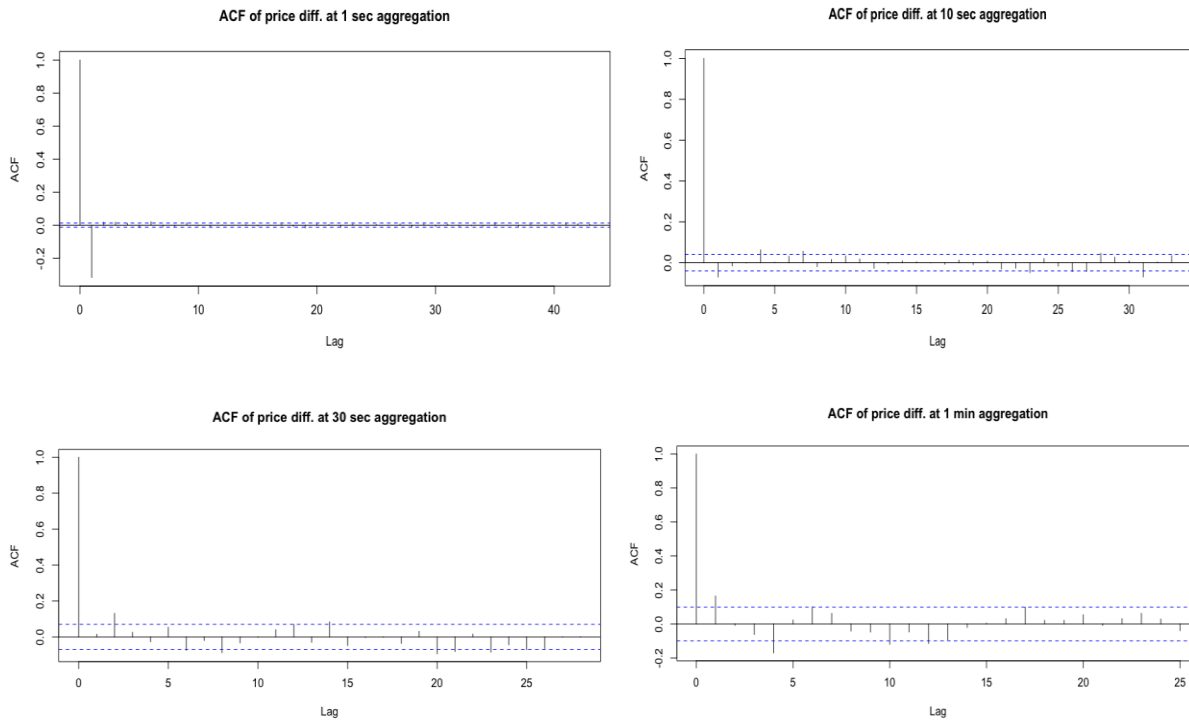 ACF of price diff. at 1 sec aggregation
ACF
-0.2 0.0 0.2 0.4 0.6 0.8 1.0
0 10 20 30 40
Lag
ACF of price diff. at 10 sec aggregation
ACF
0.0 0.2 0.4 0.6 0.8 1.0
0 5 10 15 20 25 30
Lag
ACF of price diff. at 30 sec aggregation
ACF
0.0 0.2 0.4 0.6 0.8 1.0
0 5 10 15 20 25
Lag
ACF of price diff. at 1 min aggregation
ACF
-0.2 0.0 0.2 0.4 0.6 0.8 1.0
0 5 10 15 20 25
Lag